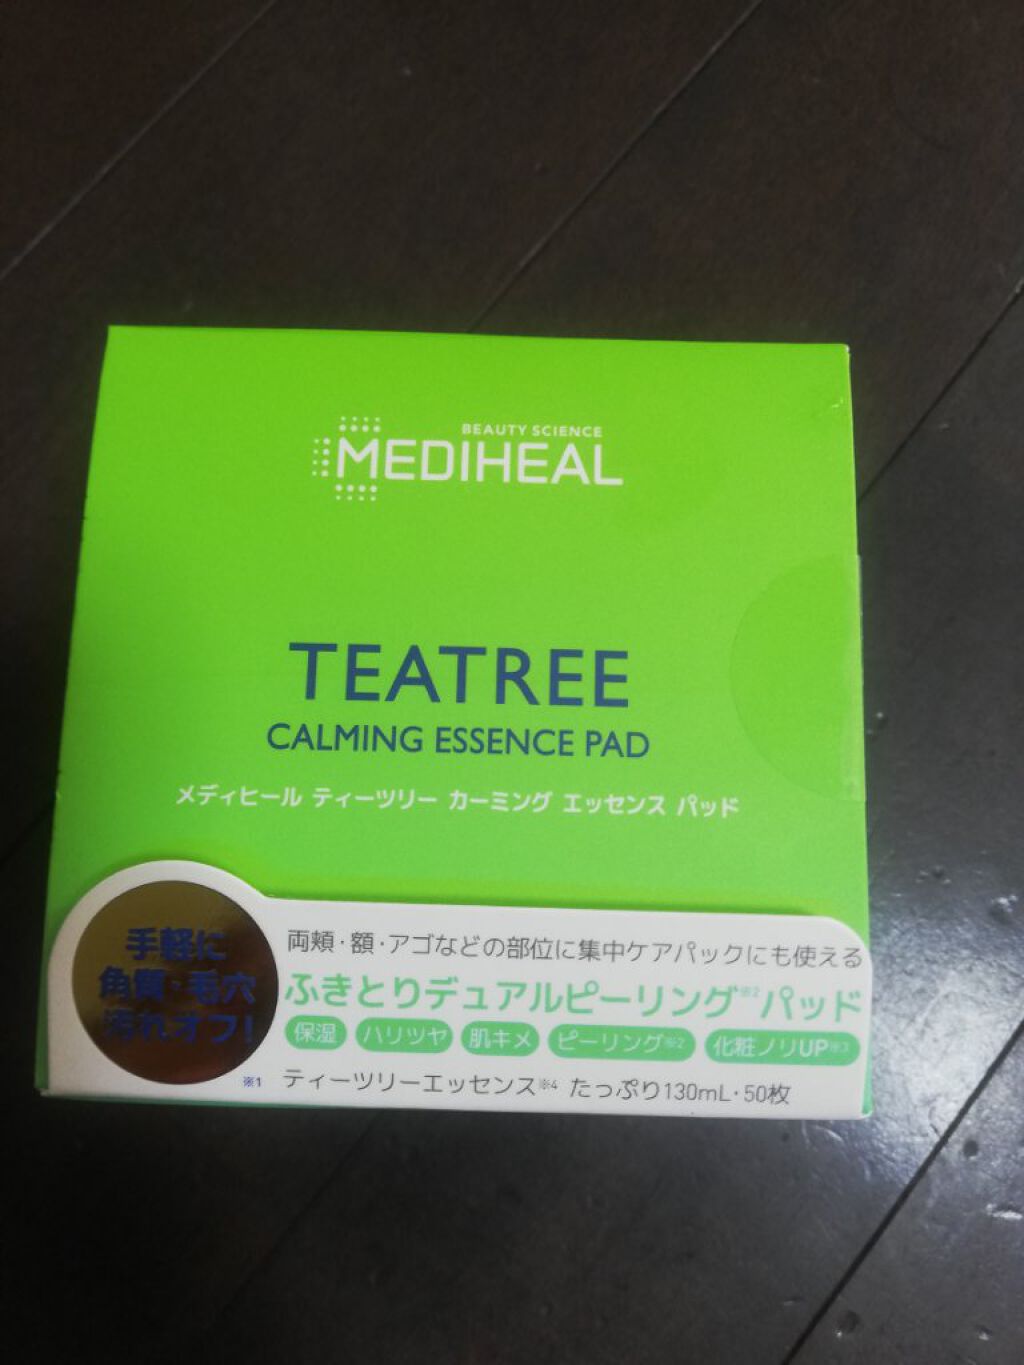 BEAUTY SCIENCE
MEDIHEAL
TEATREE
CALMING ESSENCE PAD
メディヒール ティーツリー カーミング エッセンス パッド
手軽に
角質・毛穴
汚れオフ!
※1
両頬・額・アゴなどの部位に集中ケアパックにも使える
ふきとりデュアルピーリング※2パッド
保湿 ハリツヤ 肌キメ ピーリング※2 化粧ノリUP※3
ティーツリーエッセンス※4 たっぷり130mL・50枚